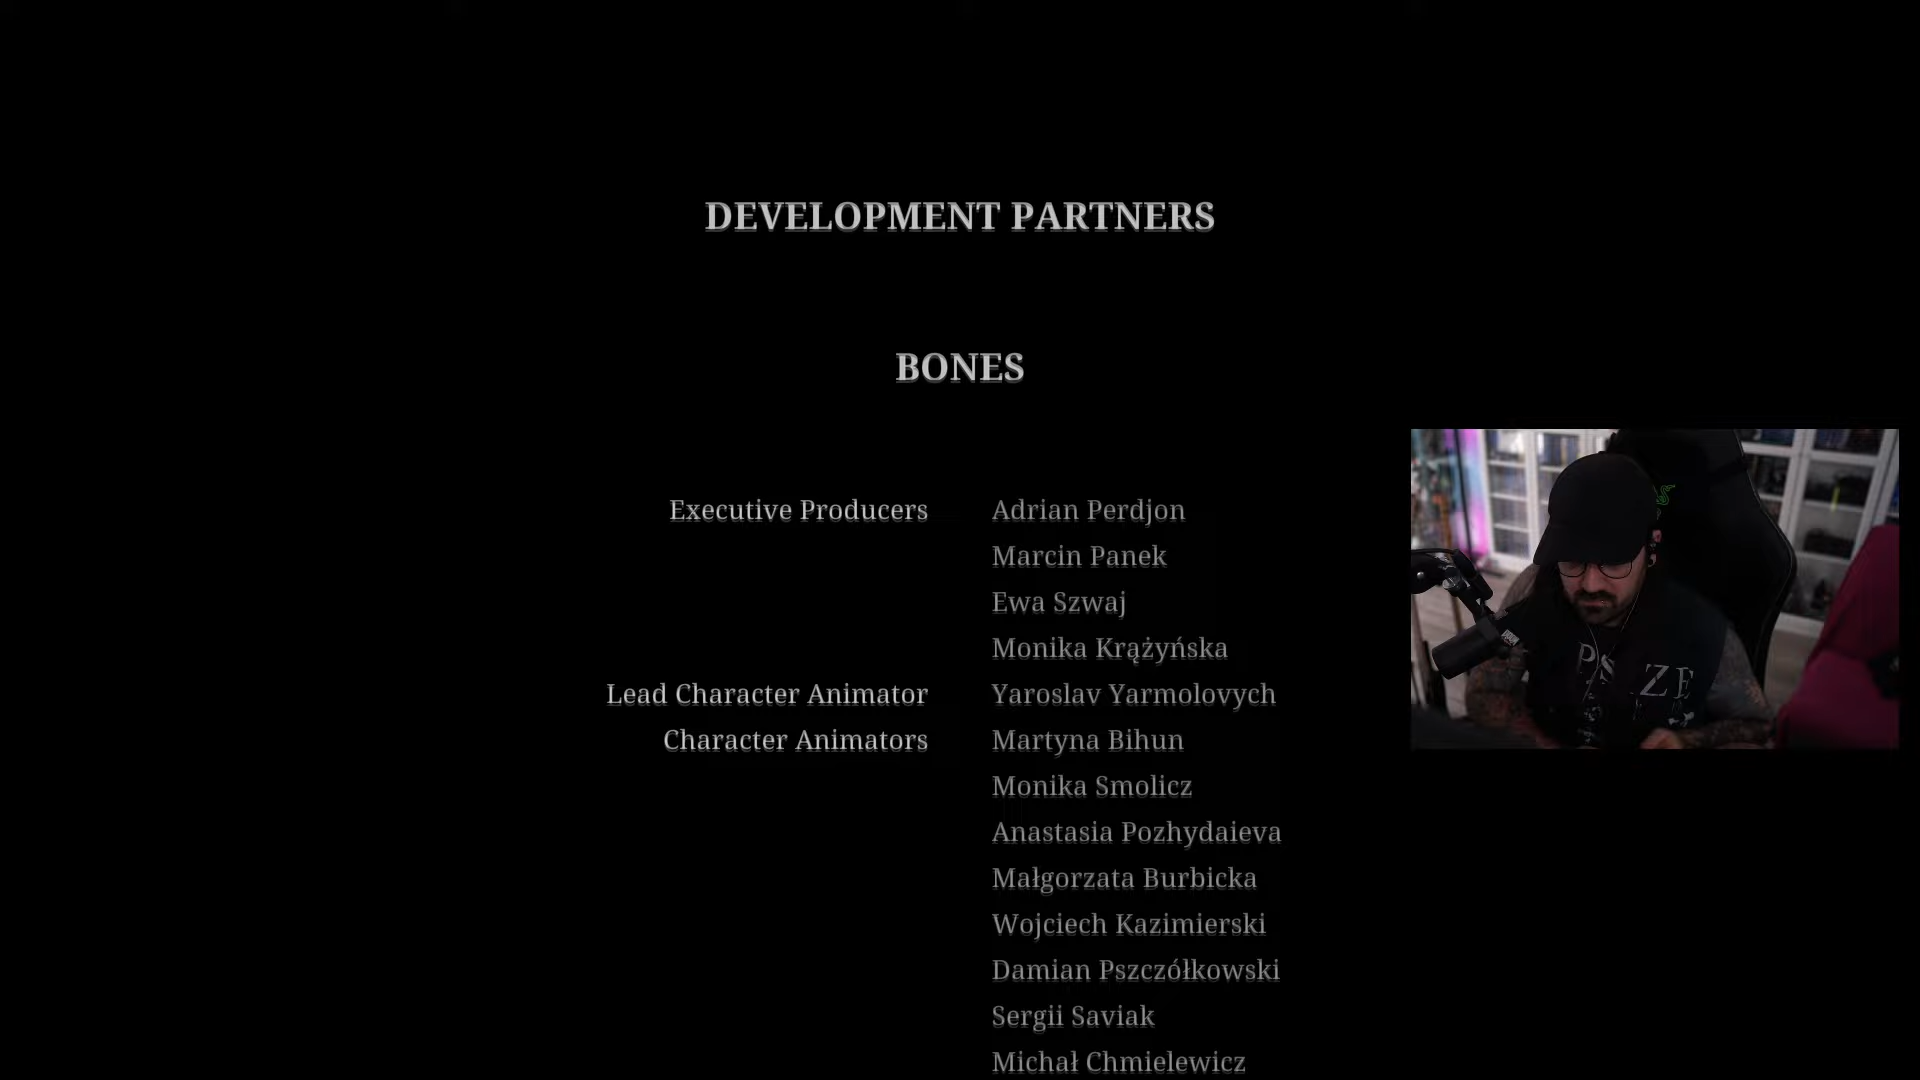 DEVELOPMENT PARTNERS
BONES
Executive Producers Adrian Perdjon
Marcin Panek
Ewa Szwaj
Monika Krążyńska
Lead Character Animator Yaroslav Yarmolovych
Character Animators Martyna Bihun
Monika Smolicz
Anastasia Pozhydaieva
Małgorzata Burbicka
Wojciech Kazimierski
Damian Pszczółkowski
Sergii Saviak
Michał Chmielewicz